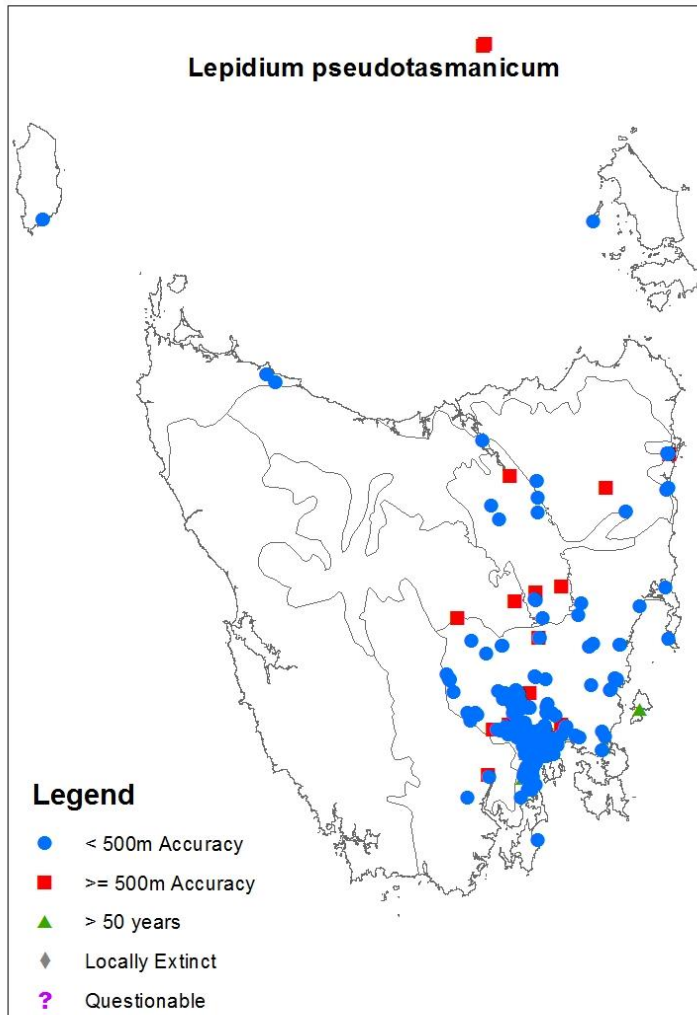 Lepidium pseudotasmanicum
Legend
< 500m Accuracy
>= 500m Accuracy
> 50 years
Locally Extinct
? Questionable